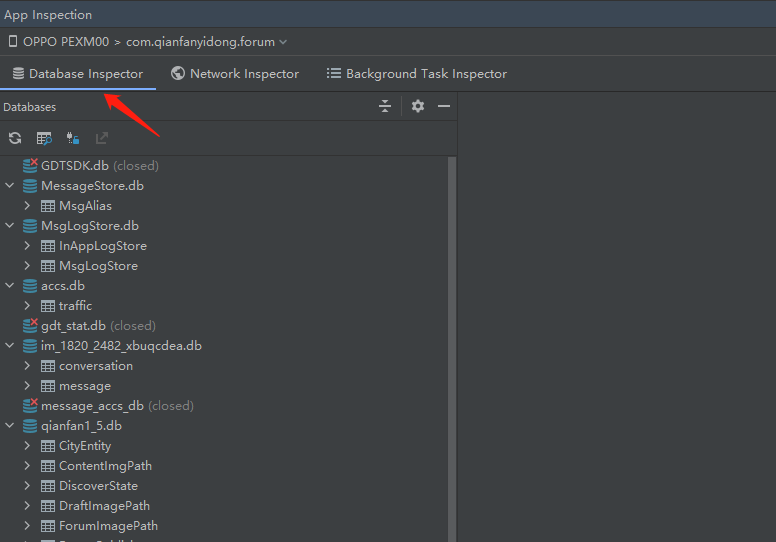 App Inspection
OPPO PEXM00 > com.qianfanyidong.forum
Database Inspector Network Inspector Background Task Inspector
Databases
GDTSDK.db (closed)
MessageStore.db
MsgAlias
MsgLogStore.db
InAppLogStore
MsgLogStore
accs.db
traffic
gdt_stat.db (closed)
im_1820_2482_xbuqcdea.db
conversation
message
message_accs_db (closed)
qianfan1_5.db
CityEntity
ContentImgPath
DiscoverState
DraftImagePath
ForumImagePath